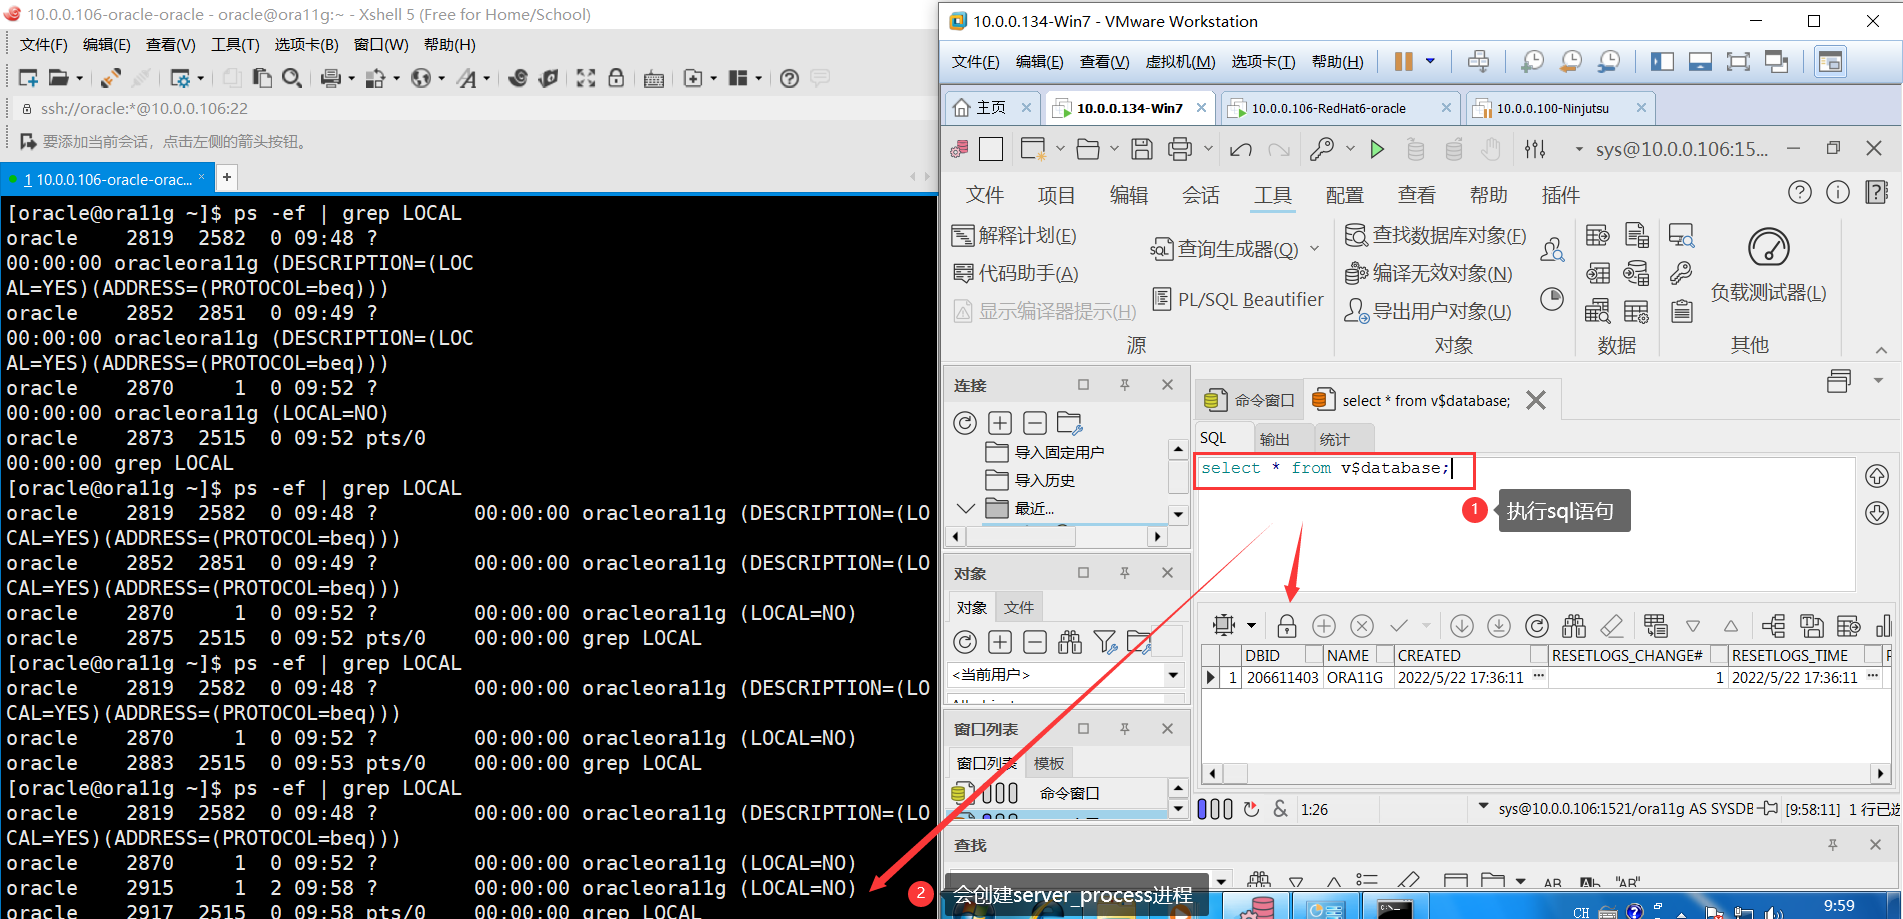 10.0.0.106-oracle-oracle - oracle@ora11g:~ - Xshell 5 (Free for Home/School)
文件(F) 编辑(E) 查看(V) 工具(T) 选项卡(B) 窗口(W) 帮助(H)
ssh://oracle:*@10.0.0.106:22
要添加当前会话，点击左侧的箭头按钮。
1 10.0.0.106-oracle-orac... × +
[oracle@ora11g ~]$ ps -ef | grep LOCAL
oracle    2819  2582  0 09:48 ?
00:00:00 oracleora11g (DESCRIPTION=(LOC
AL=YES)(ADDRESS=(PROTOCOL=beq)))
oracle    2852  2851  0 09:49 ?
00:00:00 oracleora11g (DESCRIPTION=(LOC
AL=YES)(ADDRESS=(PROTOCOL=beq)))
oracle    2870     1  0 09:52 ?
00:00:00 oracleora11g (LOCAL=NO)
oracle    2873  2515  0 09:52 pts/0
00:00:00 grep LOCAL
[oracle@ora11g ~]$ ps -ef | grep LOCAL
oracle    2819  2582  0 09:48 ?        00:00:00 oracleora11g (DESCRIPTION=(LO
CAL=YES)(ADDRESS=(PROTOCOL=beq)))
oracle    2852  2851  0 09:49 ?        00:00:00 oracleora11g (DESCRIPTION=(LO
CAL=YES)(ADDRESS=(PROTOCOL=beq)))
oracle    2870     1  0 09:52 ?        00:00:00 oracleora11g (LOCAL=NO)
oracle    2875  2515  0 09:52 pts/0    00:00:00 grep LOCAL
[oracle@ora11g ~]$ ps -ef | grep LOCAL
oracle    2819  2582  0 09:48 ?        00:00:00 oracleora11g (DESCRIPTION=(LO
CAL=YES)(ADDRESS=(PROTOCOL=beq)))
oracle    2870     1  0 09:52 ?        00:00:00 oracleora11g (LOCAL=NO)
oracle    2883  2515  0 09:53 pts/0    00:00:00 grep LOCAL
[oracle@ora11g ~]$ ps -ef | grep LOCAL
oracle    2819  2582  0 09:48 ?        00:00:00 oracleora11g (DESCRIPTION=(LO
CAL=YES)(ADDRESS=(PROTOCOL=beq)))
oracle    2870     1  0 09:52 ?        00:00:00 oracleora11g (LOCAL=NO)
oracle    2915     1  2 09:58 ?        00:00:00 oracleora11g (LOCAL=NO)
oracle    2917  2515  0 09:58 pts/0    00:00:00 grep LOCAL
10.0.0.134-Win7 - VMware Workstation
文件(F) 编辑(E) 查看(V) 虚拟机(M) 选项卡(T) 帮助(H)
主页 × 10.0.0.134-Win7 × 10.0.0.106-RedHat6-oracle × 10.0.0.100-Ninjutsu ×
sys@10.0.0.106:15...
文件 项目 编辑 会话 工具 配置 查看 帮助 插件
解释计划(E) 查询生成器(Q) 查找数据库对象(F)
代码助手(A) 编译无效对象(N)
显示编译器提示(H) PL/SQL Beautifier 导出用户对象(U) 负载测试器(L)
源 对象 数据 其他
连接
导入固定用户
导入历史
最近...
命令窗口 select * from v$database;
SQL 输出 统计
select * from v$database;
1 执行sql语句
对象
对象 文件
<当前用户>
DBID NAME CREATED RESETLOGS_CHANGE# RESETLOGS_TIME
1 206611403 ORA11G 2022/5/22 17:36:11 ... 1 2022/5/22 17:36:11 ...
窗口列表
窗口列表 模板
命令窗口
& 1:26 sys@10.0.0.106:1521/ora11g AS SYSDB [9:58:11] 1 行已选
查找
AB "AB"
2 会创建server_process进程
CH 9:59